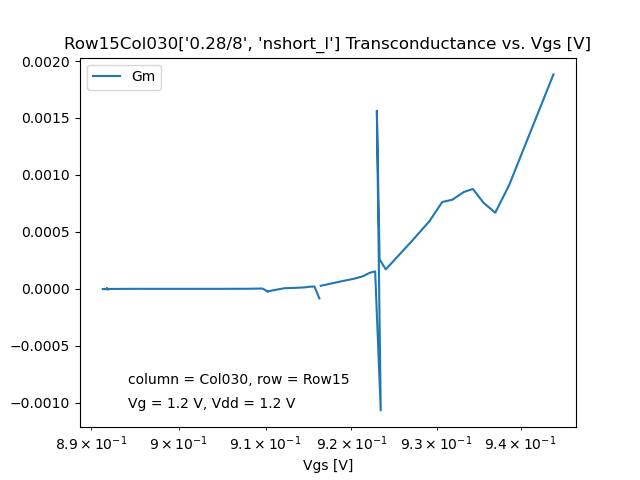 Row15Col030['0.28/8', 'nshort_l'] Transconductance vs. Vgs [V]
Gm
0.0020
0.0015
0.0010
0.0005
0.0000
−0.0005
−0.0010
column = Col030, row = Row15
Vg = 1.2 V, Vdd = 1.2 V
8.9 × 10⁻¹ 9 × 10⁻¹ 9.1 × 10⁻¹ 9.2 × 10⁻¹ 9.3 × 10⁻¹ 9.4 × 10⁻¹
Vgs [V]